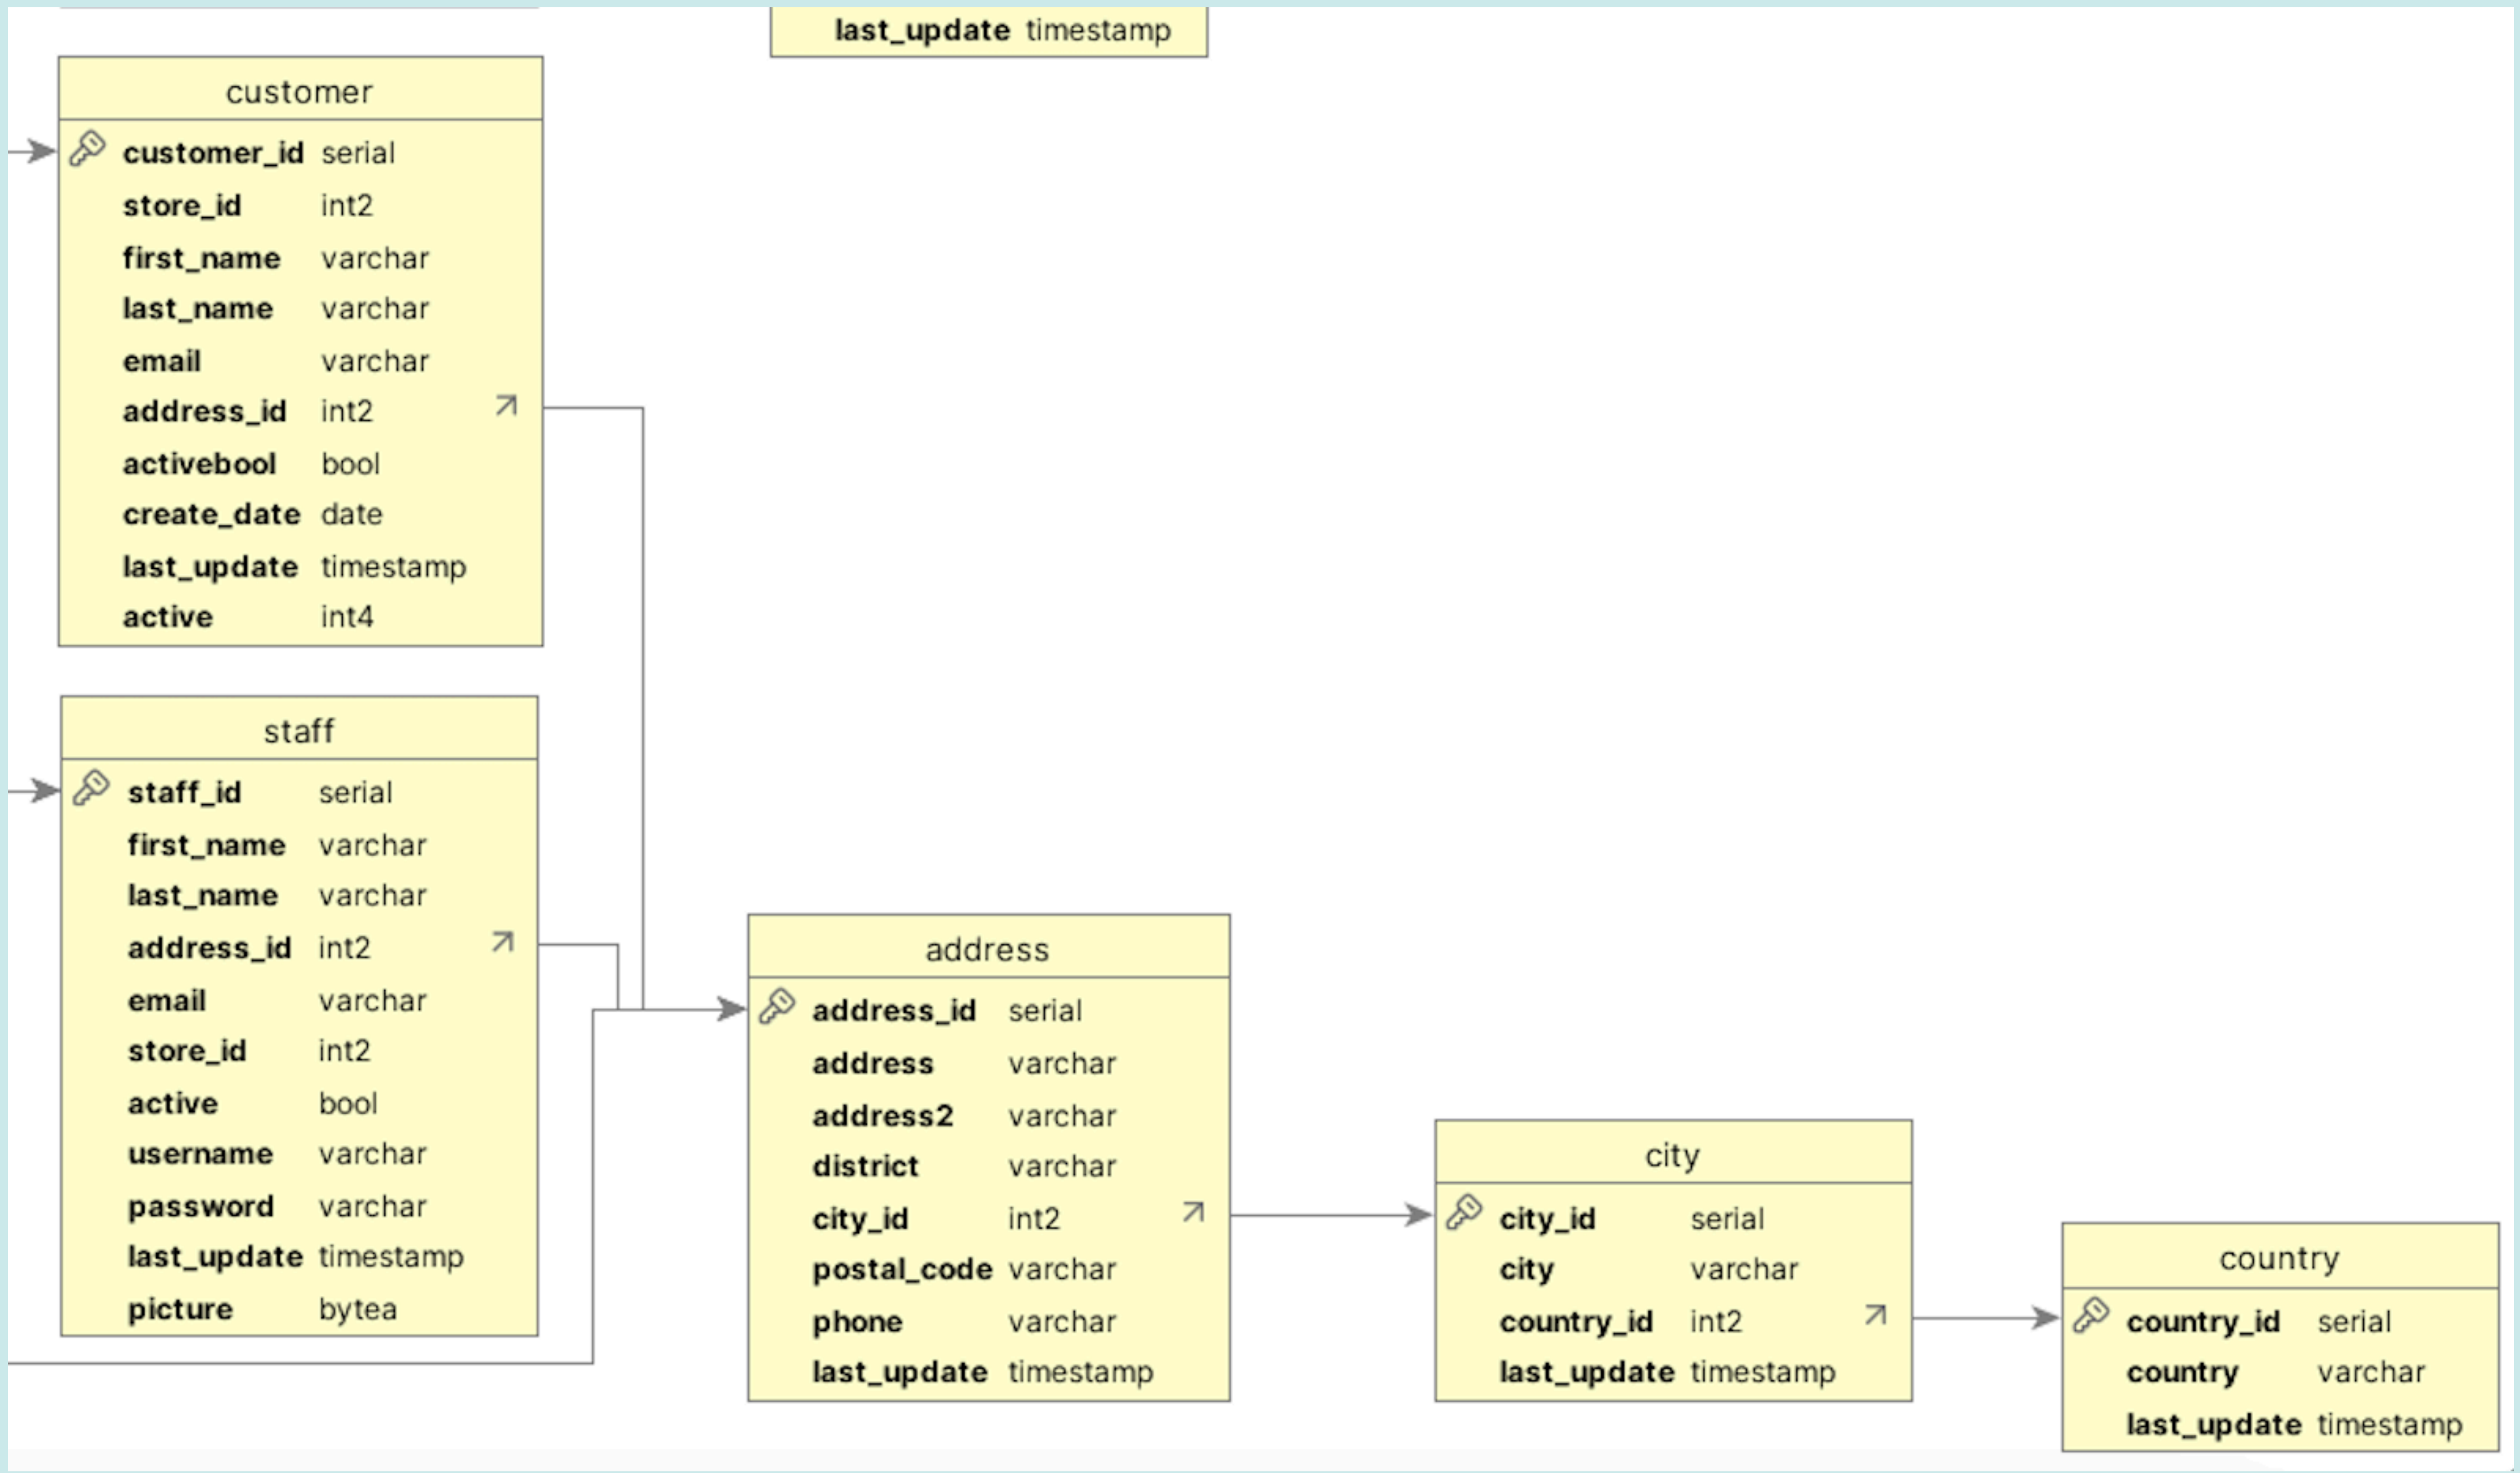 last_update timestamp
customer
customer_id serial
store_id int2
first_name varchar
last_name varchar
email varchar
address_id int2
activebool bool
create_date date
last_update timestamp
active int4
staff
staff_id serial
first_name varchar
last_name varchar
address_id int2
email varchar
store_id int2
active bool
username varchar
password varchar
last_update timestamp
picture bytea
address
address_id serial
address varchar
address2 varchar
district varchar
city_id int2
postal_code varchar
phone varchar
last_update timestamp
city
city_id serial
city varchar
country_id int2
last_update timestamp
country
country_id serial
country varchar
last_update timestamp